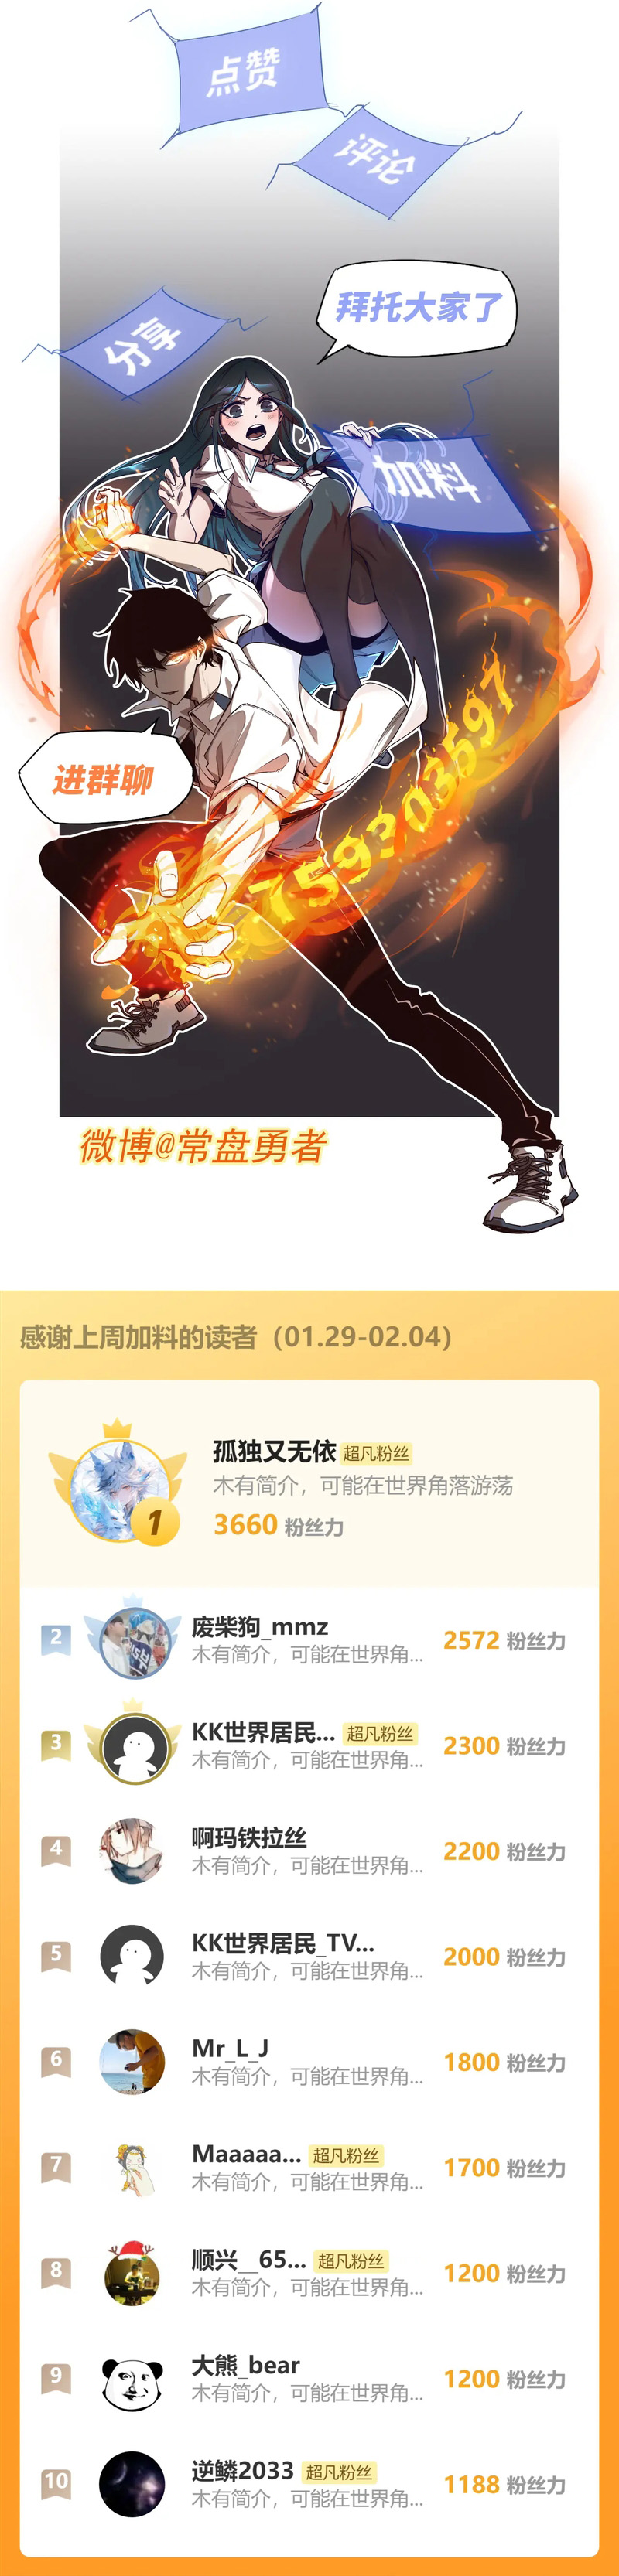 点赞
评论
拜托大家了
分享
加料
进群聊
759303597
微博@常盘勇者
感谢上周加料的读者（01.29-02.04）
孤独又无依 超凡粉丝
木有简介，可能在世界角落游荡
1
3660 粉丝力
2
废柴狗_mmz
木有简介，可能在世界角...
2572 粉丝力
3
KK世界居民... 超凡粉丝
木有简介，可能在世界角...
2300 粉丝力
4
啊玛铁拉丝
木有简介，可能在世界角...
2200 粉丝力
5
KK世界居民_TV...
木有简介，可能在世界角...
2000 粉丝力
6
Mr_L_J
木有简介，可能在世界角...
1800 粉丝力
7
Maaaaa... 超凡粉丝
木有简介，可能在世界角...
1700 粉丝力
8
顺兴__65... 超凡粉丝
木有简介，可能在世界角...
1200 粉丝力
9
大熊_bear
木有简介，可能在世界角...
1200 粉丝力
10
逆鳞2033 超凡粉丝
木有简介，可能在世界角...
1188 粉丝力